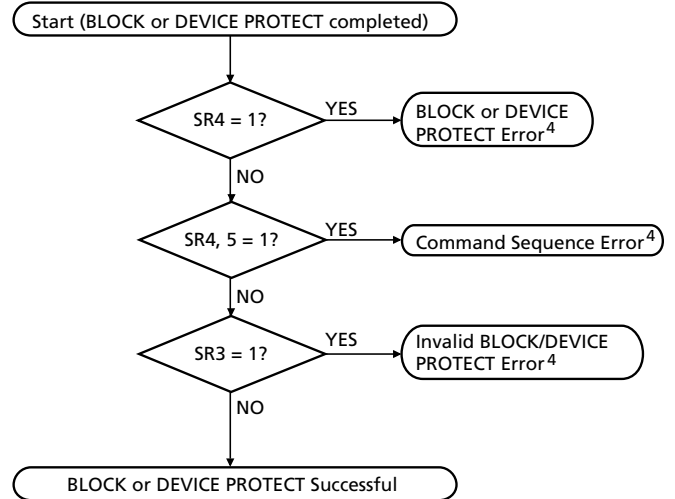 Start (BLOCK or DEVICE PROTECT completed)
SR4 = 1?
YES
BLOCK or DEVICE
PROTECT Error4
NO
SR4, 5 = 1?
YES
Command Sequence Error4
NO
SR3 = 1?
YES
Invalid BLOCK/DEVICE
PROTECT Error4
NO
BLOCK or DEVICE PROTECT Successful